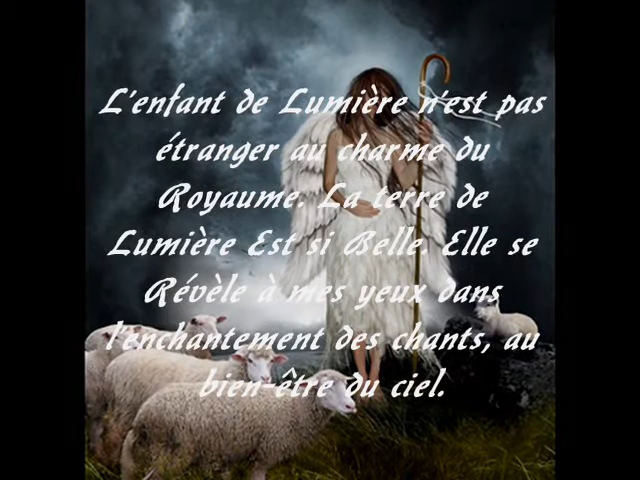 L'enfant de Lumière n'est pas
étranger au charme du
Royaume. La terre de
Lumière Est si Belle. Elle se
Révèle à mes yeux dans
l'enchantement des chants, au
bien-être du ciel.